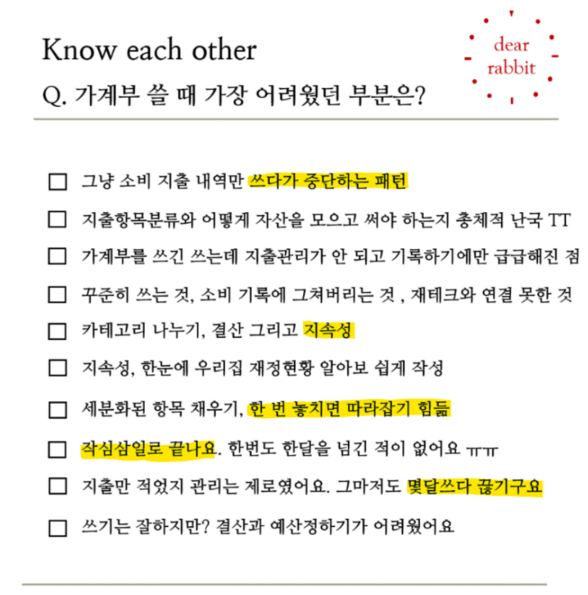 Know each other
dear
rabbit
Q. 가계부 쓸 때 가장 어려웠던 부분은?
그냥 소비 지출 내역만 쓰다가 중단하는 패턴
지출항목분류와 어떻게 자산을 모으고 써야 하는지 총체적 난국 TT
가계부를 쓰긴 쓰는데 지출관리가 안 되고 기록하기에만 급급해진 점
꾸준히 쓰는 것, 소비 기록에 그쳐버리는 것 , 재테크와 연결 못한 것
카테고리 나누기, 결산 그리고 지속성
지속성, 한눈에 우리집 재정현황 알아보 쉽게 작성
세분화된 항목 채우기, 한 번 놓치면 따라잡기 힘듦
작심삼일로 끝나요. 한번도 한달을 넘긴 적이 없어요 ㅠㅠ
지출만 적었지 관리는 제로였어요. 그마저도 몇달쓰다 끊기구요
쓰기는 잘하지만? 결산과 예산정하기가 어려웠어요